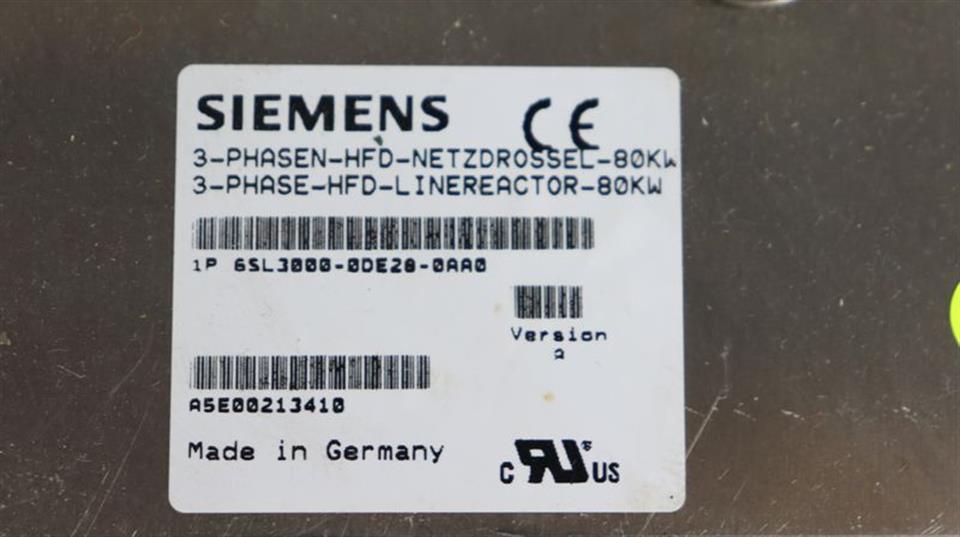 SIEMENS CE
3-PHASEN-HFD-NETZDROSSEL-80KW
3-PHASE-HFD-LINEREACTOR-80KW
1P 6SL3000-0DE28-0AA0
Version
A
A5E00213410
Made in Germany
C RU US